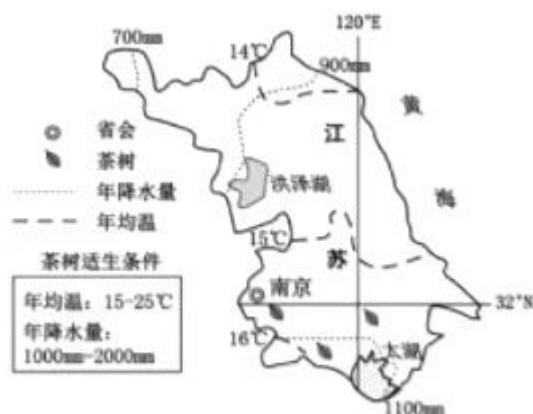 120°E
700mm
14℃
900mm
黄
海
江
苏
省会
茶树
年降水量
年均温
洪泽湖
15℃
茶树适生条件
年均温：15-25℃
年降水量：
1000mm-2000mm
南京
32°N
16℃
太湖
1100mm